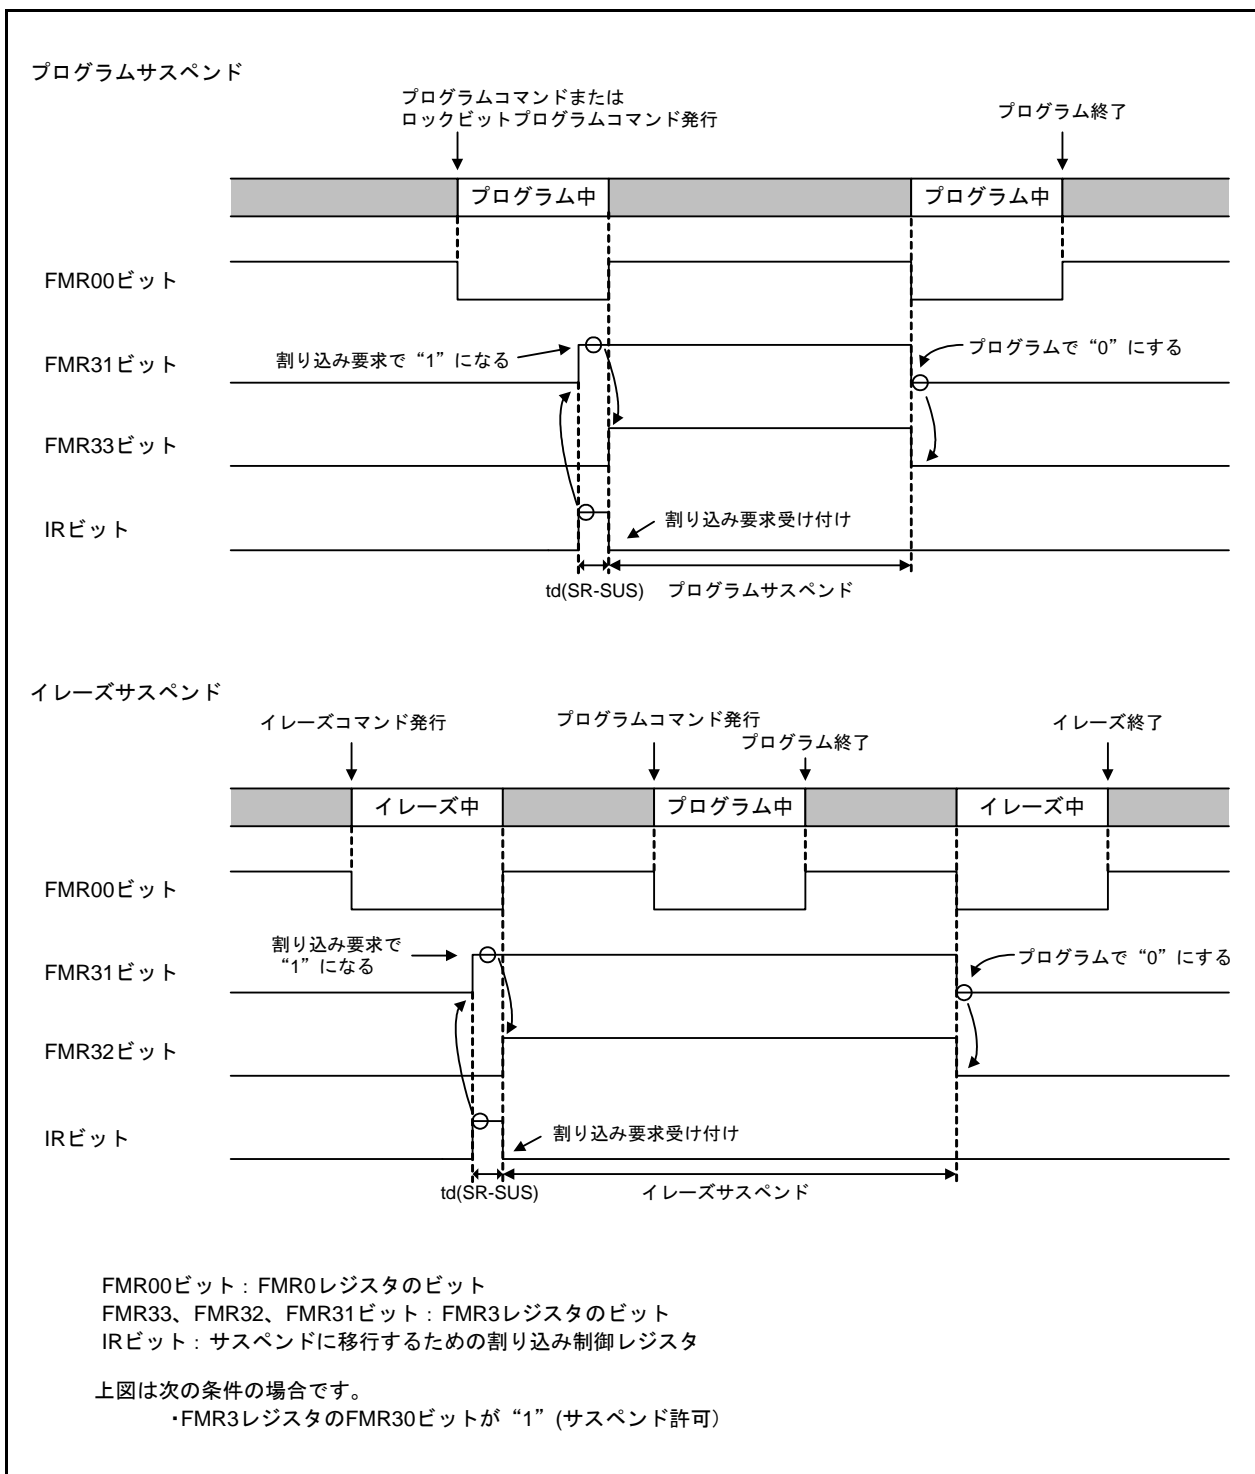 プログラムサスペンド
プログラムコマンドまたは
ロックビットプログラムコマンド発行
プログラム終了
プログラム中
プログラム中
FMR00ビット
FMR31ビット
割り込み要求で“1”になる
プログラムで“0”にする
FMR33ビット
IRビット
割り込み要求受け付け
td(SR-SUS)
プログラムサスペンド
イレーズサスペンド
イレーズコマンド発行
プログラムコマンド発行
プログラム終了
イレーズ終了
イレーズ中
プログラム中
イレーズ中
FMR00ビット
FMR31ビット
割り込み要求で
“1”になる
プログラムで“0”にする
FMR32ビット
IRビット
割り込み要求受け付け
td(SR-SUS)
イレーズサスペンド
FMR00ビット：FMR0レジスタのビット
FMR33、FMR32、FMR31ビット：FMR3レジスタのビット
IRビット：サスペンドに移行するための割り込み制御レジスタ
上図は次の条件の場合です。
・FMR3レジスタのFMR30ビットが“1”(サスペンド許可)